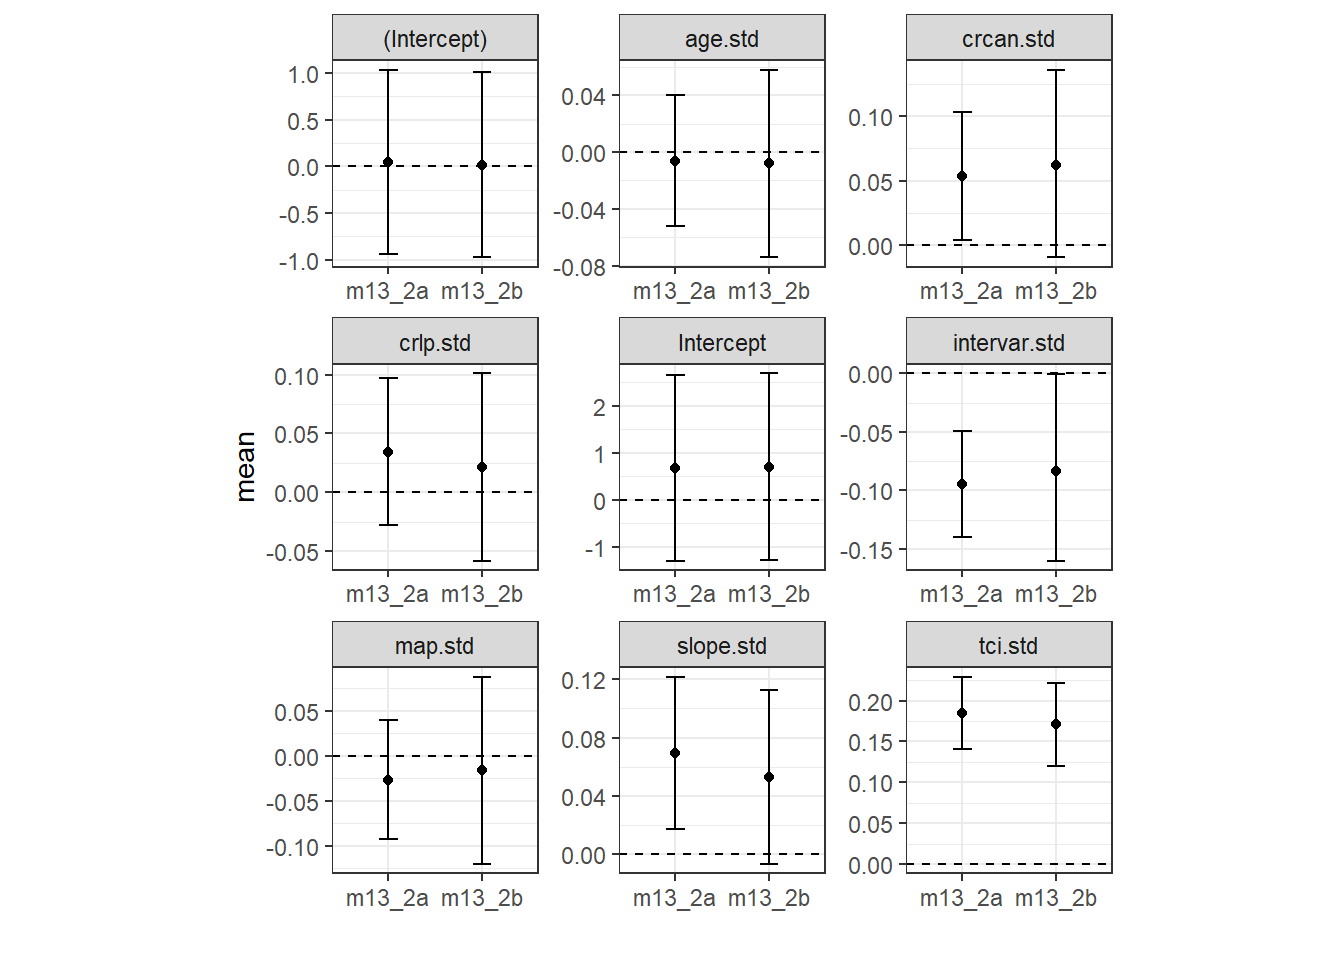 (Intercept)
age.std
crcan.std
1.0
0.5
0.0
-0.5
-1.0
0.04
0.00
-0.04
-0.08
0.10
0.05
0.00
m13_2a m13_2b
m13_2a m13_2b
m13_2a m13_2b
crlp.std
Intercept
intervar.std
mean
0.10
0.05
0.00
-0.05
2
1
0
-1
0.00
-0.05
-0.10
-0.15
m13_2a m13_2b
m13_2a m13_2b
m13_2a m13_2b
map.std
slope.std
tci.std
0.05
0.00
-0.05
-0.10
0.12
0.08
0.04
0.00
0.20
0.15
0.10
0.05
0.00
m13_2a m13_2b
m13_2a m13_2b
m13_2a m13_2b